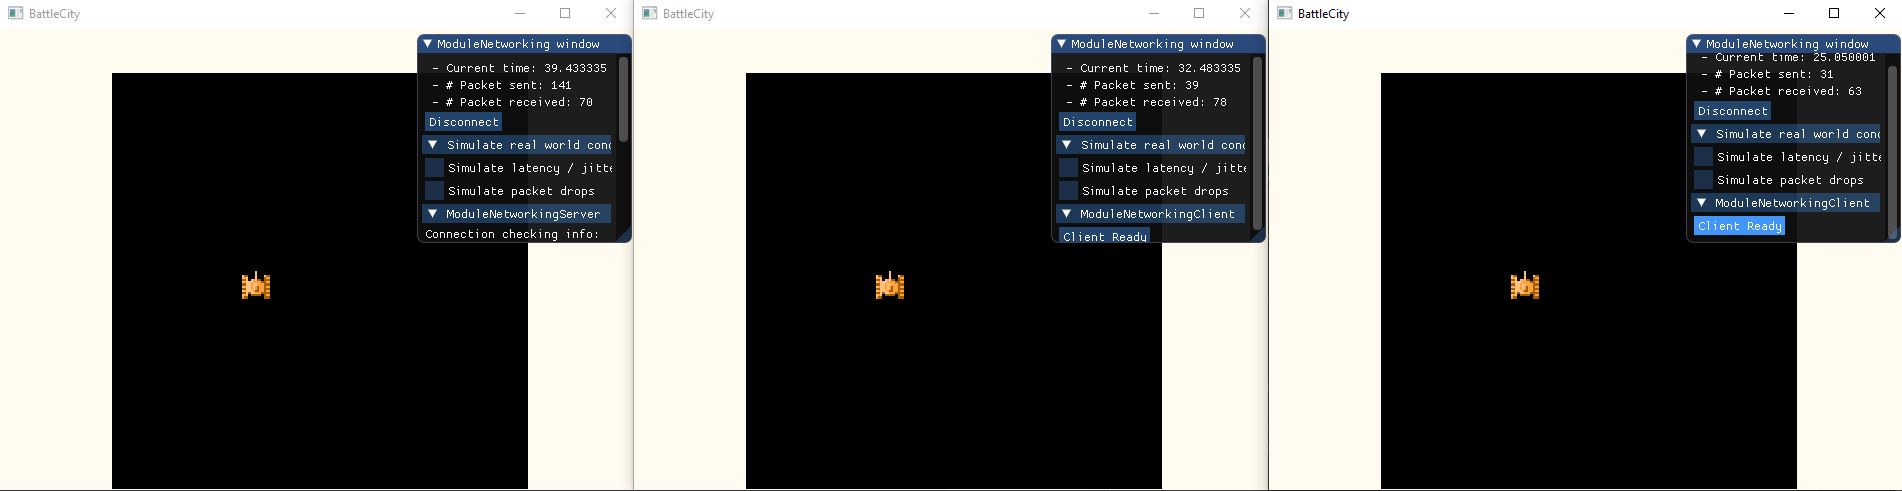 BattleCity
ModuleNetworking window
- Current time: 39.433335
- # Packet sent: 141
- # Packet received: 70
Disconnect
Simulate real world con
Simulate latency / jitte
Simulate packet drops
ModuleNetworkingServer
Connection checking info:
BattleCity
ModuleNetworking window
- Current time: 32.483335
- # Packet sent: 39
- # Packet received: 78
Disconnect
Simulate real world con
Simulate latency / jitte
Simulate packet drops
ModuleNetworkingClient
Client Ready
BattleCity
ModuleNetworking window
- Current time: 25.050001
- # Packet sent: 31
- # Packet received: 63
Disconnect
Simulate real world con
Simulate latency / jitte
Simulate packet drops
ModuleNetworkingClient
Client Ready